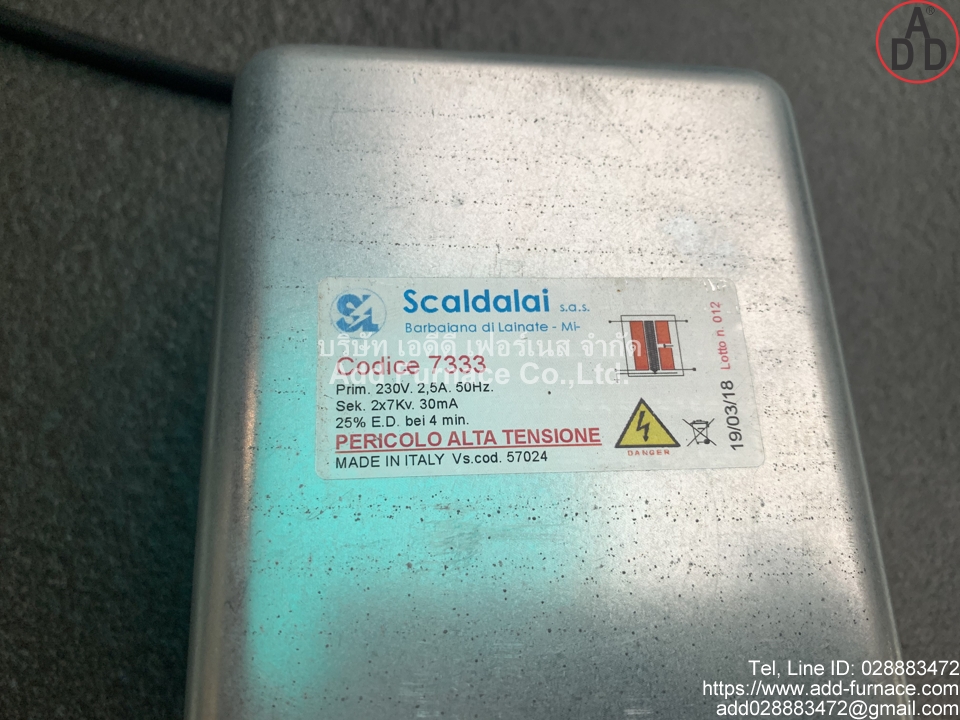 ADD®
Scaldalai s.a.s.
Barbaiana di Lainate - Mi-
Codice 7333
Prim. 230V. 2,5A. 50Hz.
Sek. 2x7Kv. 30mA
25% E.D. bei 4 min.
PERICOLO ALTA TENSIONE
MADE IN ITALY Vs.cod. 57024
DANGER
19/03/18 Lotto n. 012
บริษัท เอดีดี เฟอร์เนส จำกัด
Add Furnace Co.,Ltd.
Tel, Line ID: 028883472
https://www.add-furnace.com
add028883472@gmail.com